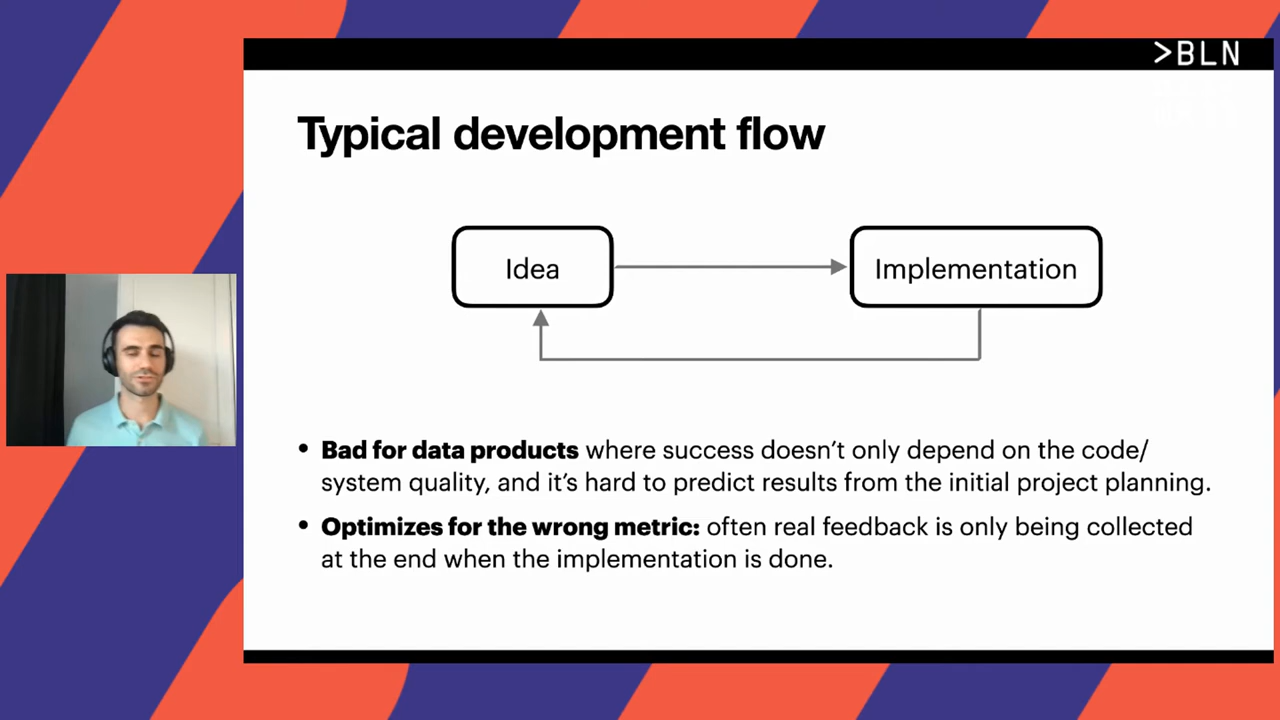 >BLN
Typical development flow
Idea
Implementation
• Bad for data products where success doesn't only depend on the code/
system quality, and it's hard to predict results from the initial project planning.
• Optimizes for the wrong metric: often real feedback is only being collected
at the end when the implementation is done.